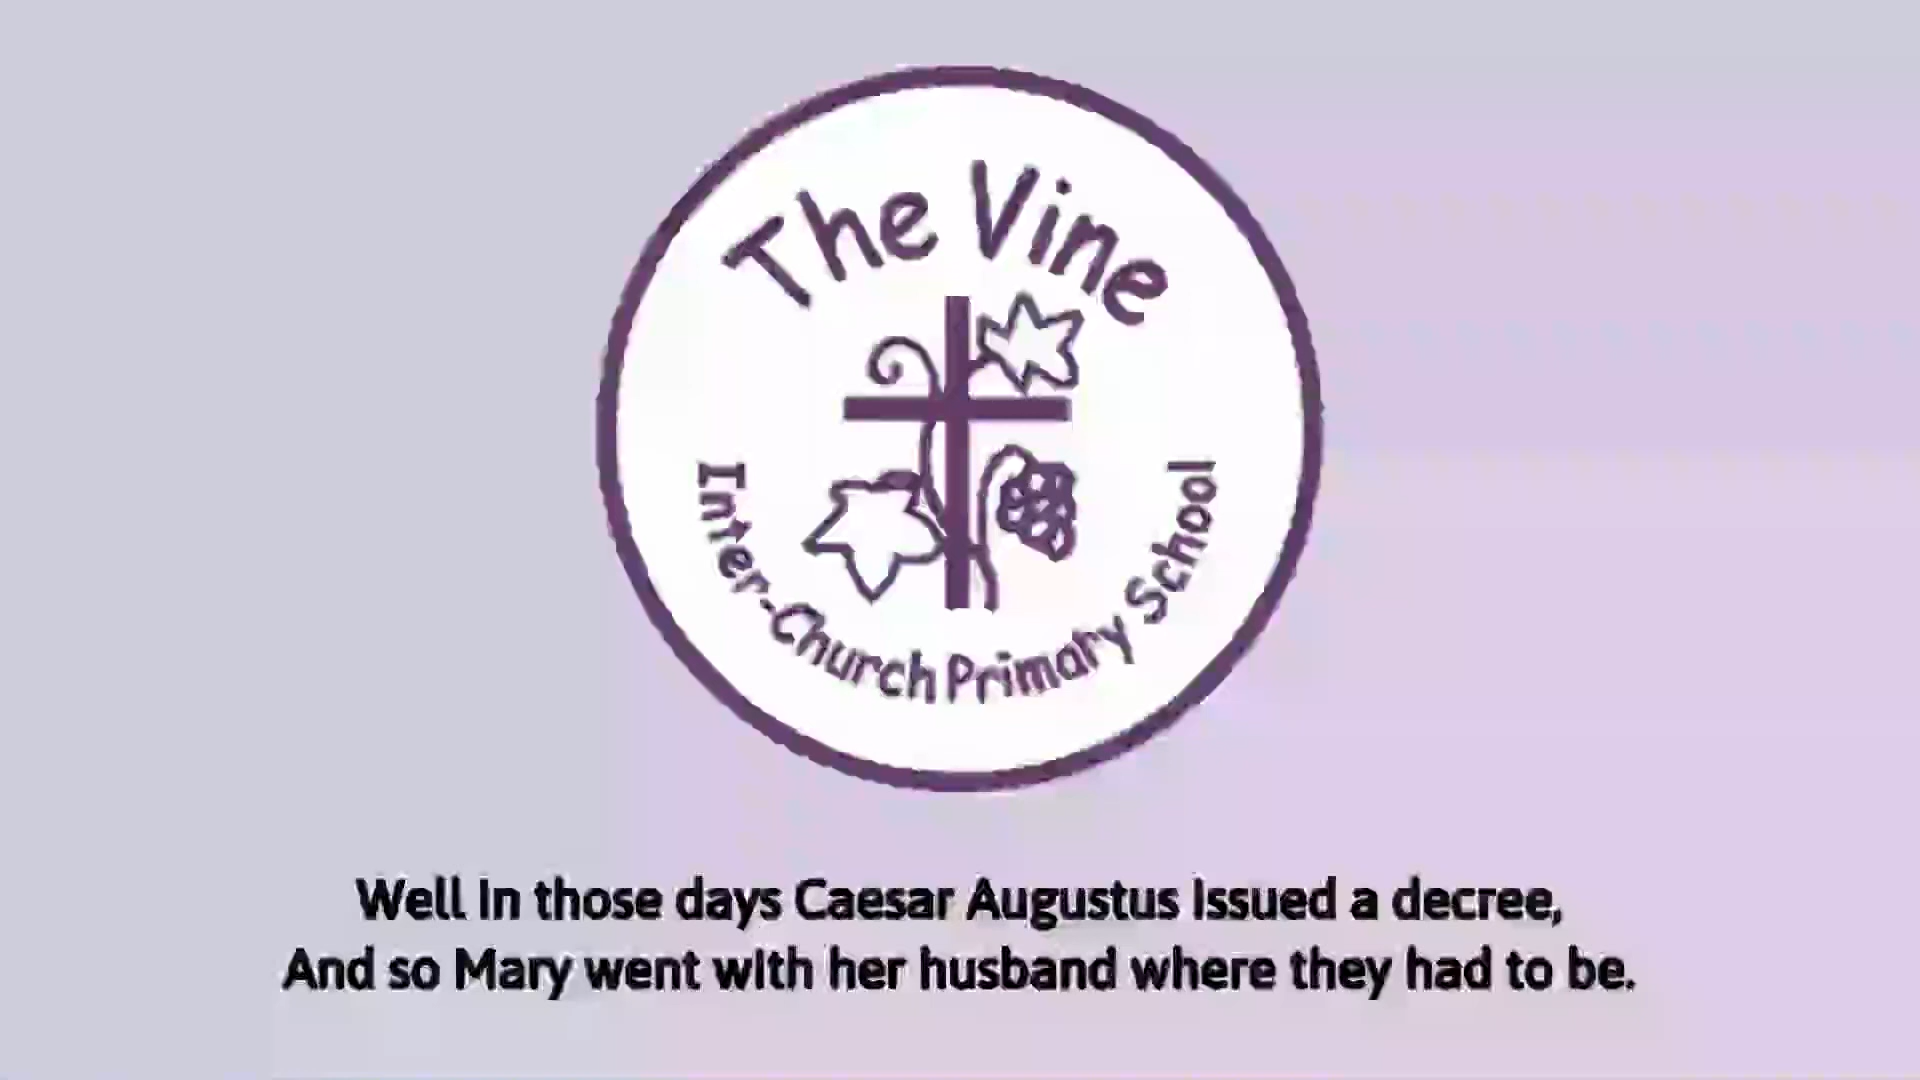 The Vine
Inter-Church Primary School
Well in those days Caesar Augustus issued a decree,
And so Mary went with her husband where they had to be.